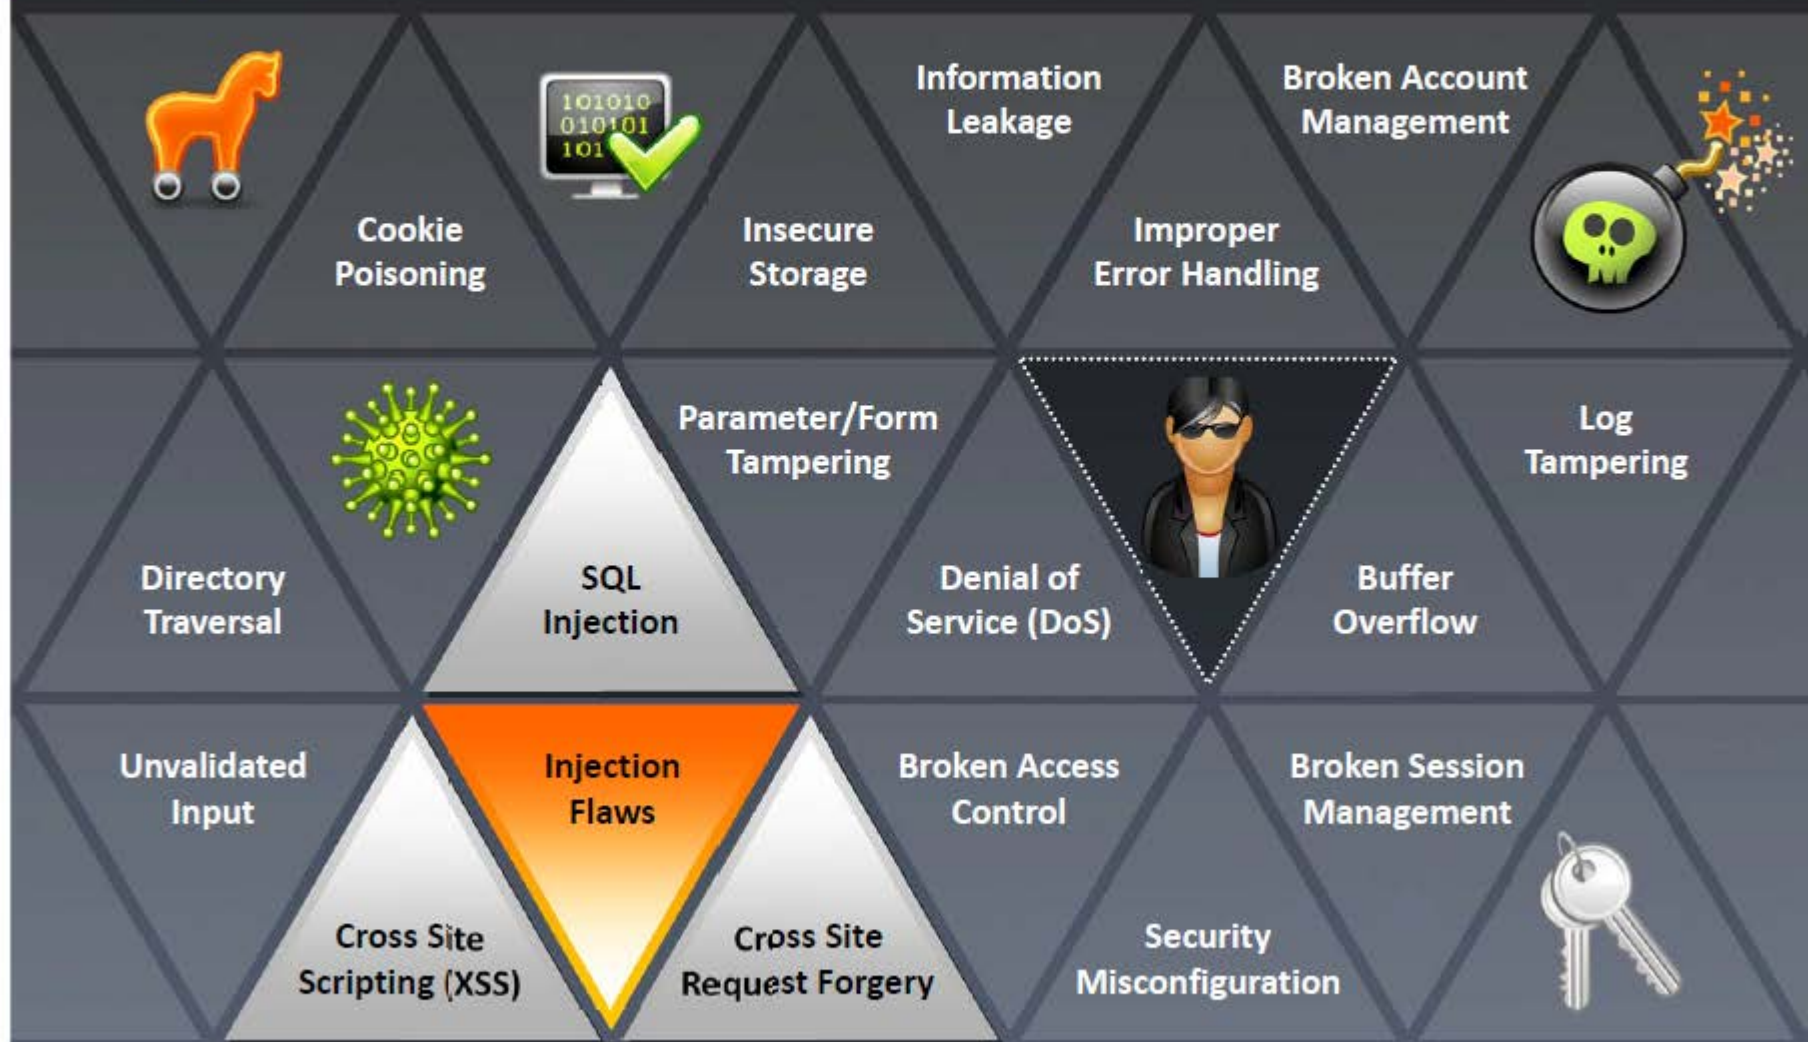 101010
010101
101
Information
Leakage
Broken Account
Management
Cookie
Poisoning
Insecure
Storage
Improper
Error Handling
Parameter/Form
Tampering
Log
Tampering
Directory
Traversal
SQL
Injection
Denial of
Service (DoS)
Buffer
Overflow
Unvalidated
Input
Injection
Flaws
Broken Access
Control
Broken Session
Management
Cross Site
Scripting (XSS)
Cross Site
Request Forgery
Security
Misconfiguration